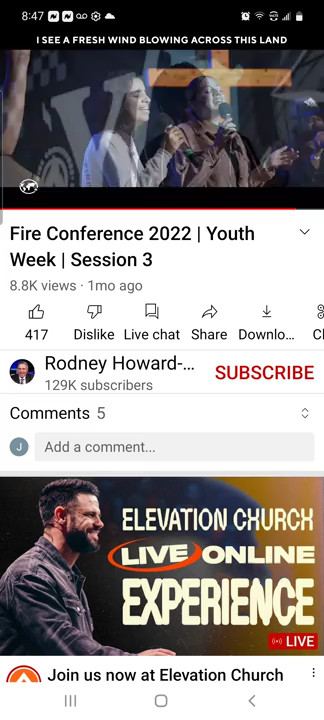 8:47
I SEE A FRESH WIND BLOWING ACROSS THIS LAND
Fire Conference 2022 | Youth
Week | Session 3
8.8K views · 1mo ago
417 Dislike Live chat Share Downlo... Cl
Rodney Howard-... SUBSCRIBE
129K subscribers
Comments 5
J Add a comment...
ELEVATION CHURCH
LIVE ONLINE
EXPERIENCE
LIVE
Join us now at Elevation Church